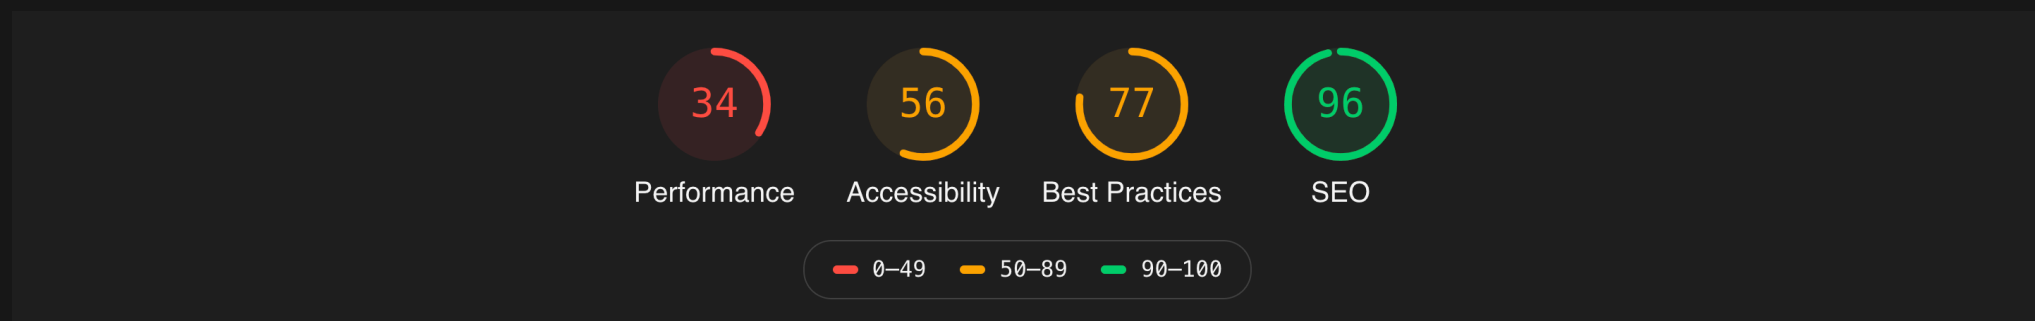 34 56 77 96
Performance Accessibility Best Practices SEO
0–49 50–89 90–100